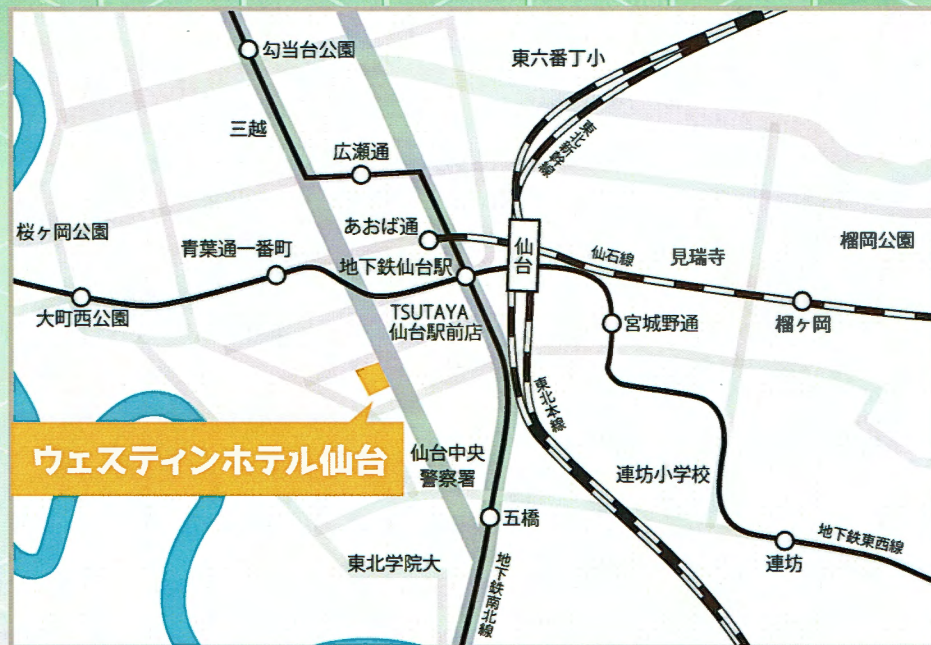 勾当台公園
東六番丁小
三越
広瀬通
東北新幹線
桜ヶ岡公園
あおば通
青葉通一番町
仙台
仙石線
見瑞寺
榴岡公園
地下鉄仙台駅
大町西公園
TSUTAYA
仙台駅前店
宮城野通
榴ヶ岡
東北本線
ウェスティンホテル仙台
仙台中央
警察署
連坊小学校
五橋
地下鉄東西線
連坊
東北学院大
地下鉄南北線